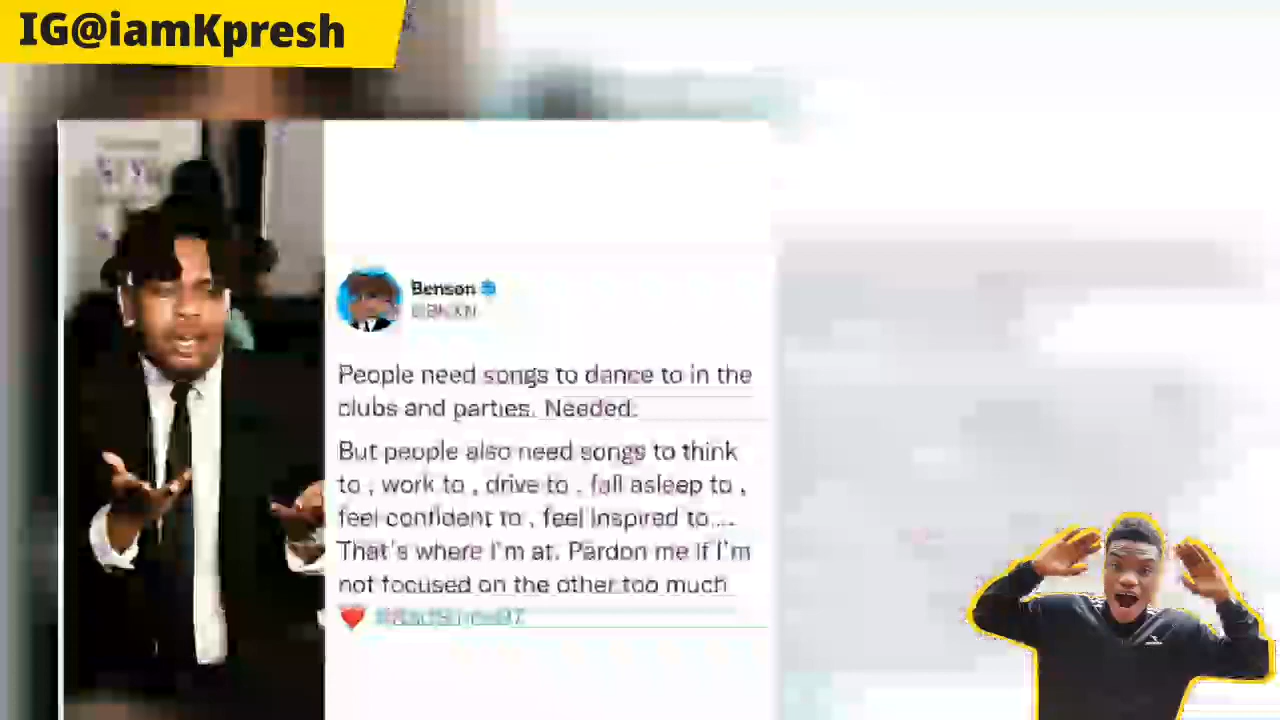 IG@iamKpresh
Benson
People need songs to dance to in the
clubs and parties. Needed.
But people also need songs to think
to , work to , drive to , fall asleep to ,
feel confident to , feel inspired to ...
That's where I'm at. Pardon me if I'm
not focused on the other too much
❤️